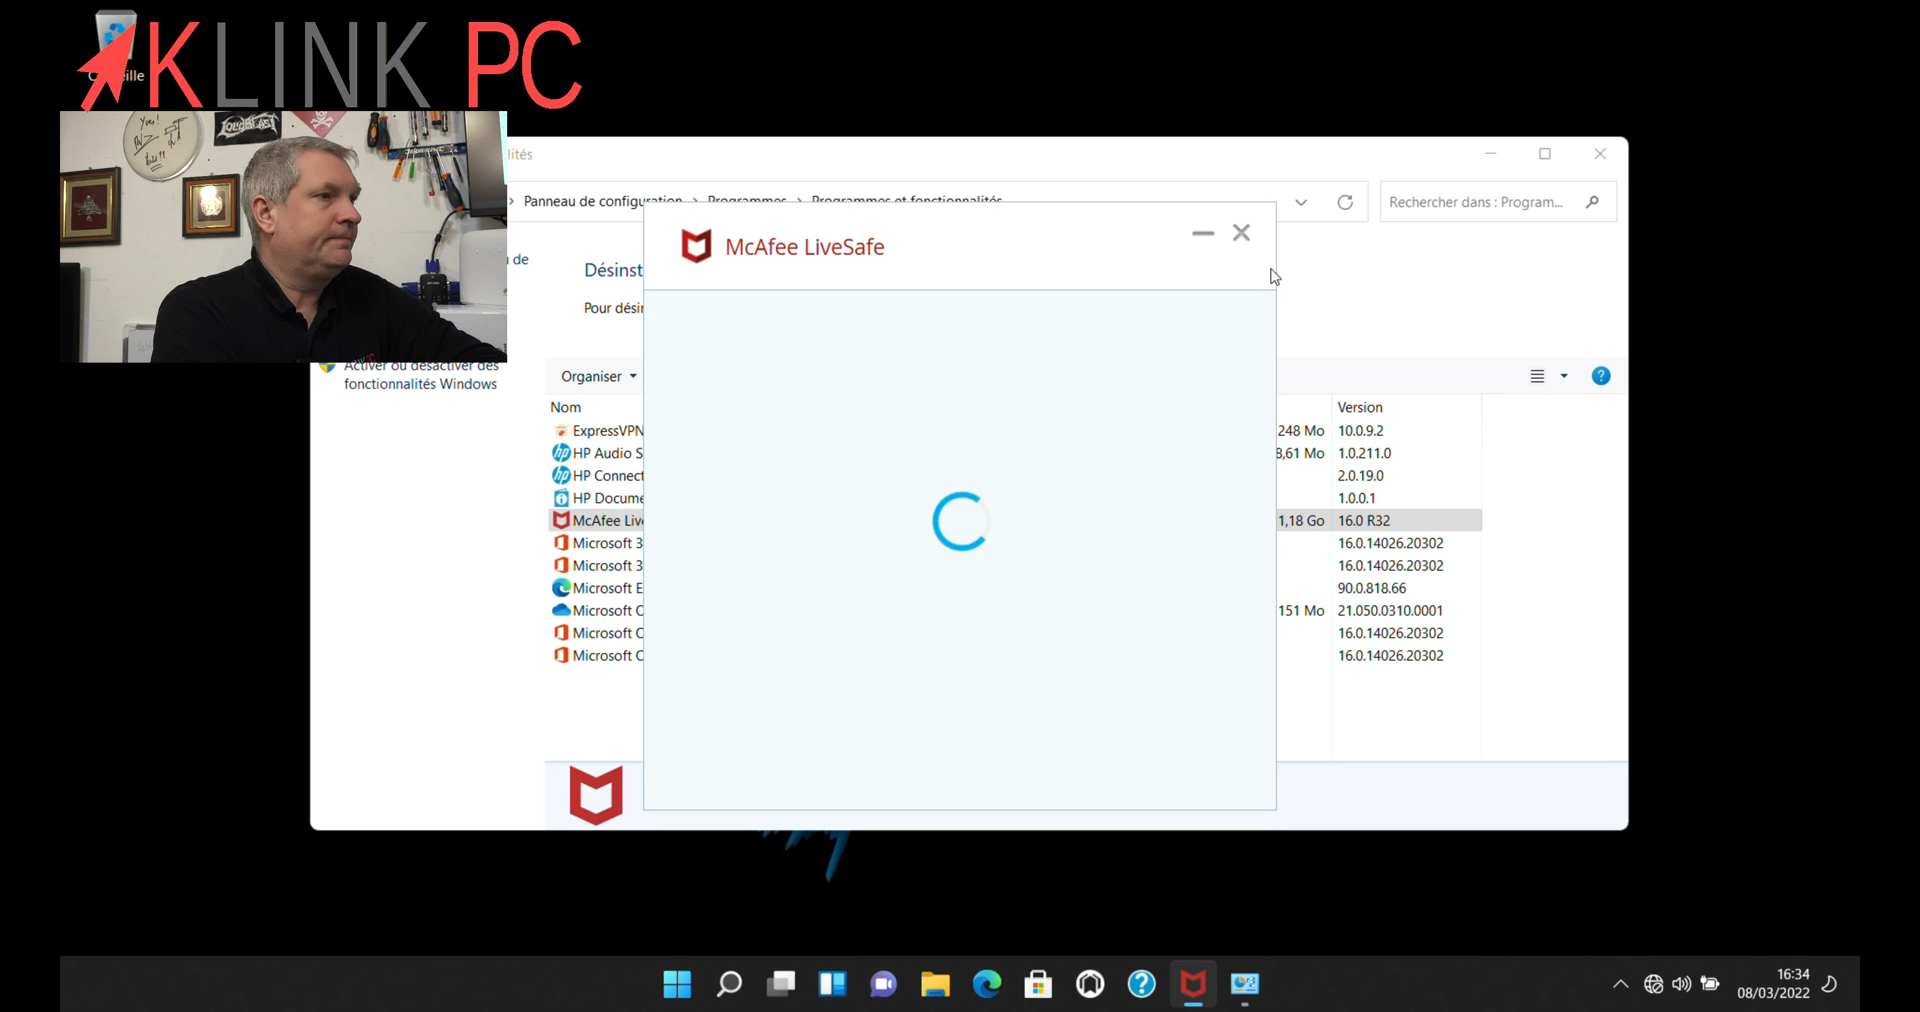 KLINK PC
LOUDBLAST
lités
Panneau de configuration > Programmes > Programmes et fonctionnalités
Rechercher dans : Program...
McAfee LiveSafe
u de
Désinst
Pour désin
Activer ou désactiver des
fonctionnalités Windows
Organiser
Nom
Version
ExpressVPN
248 Mo
10.0.9.2
HP Audio S
8,61 Mo
1.0.211.0
HP Connect
2.0.19.0
HP Docume
1.0.0.1
McAfee Live
1,18 Go
16.0 R32
Microsoft 3
16.0.14026.20302
Microsoft 3
16.0.14026.20302
Microsoft E
90.0.818.66
Microsoft O
151 Mo
21.050.0310.0001
Microsoft O
16.0.14026.20302
Microsoft O
16.0.14026.20302
16:34
08/03/2022